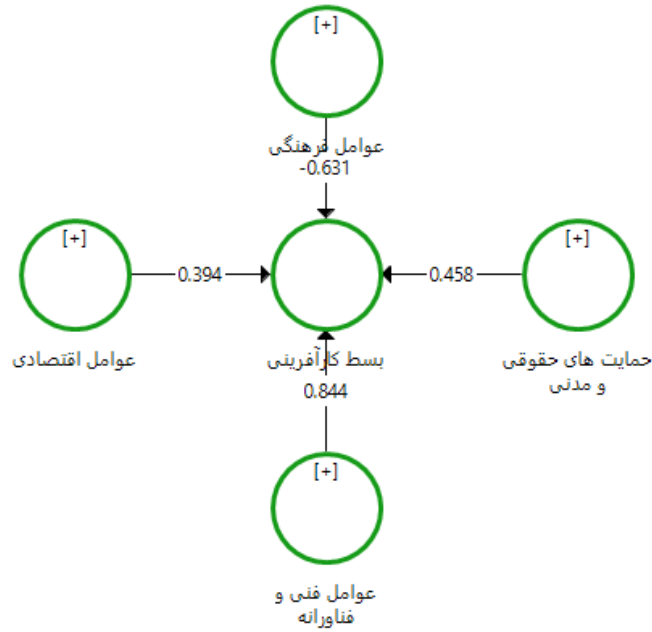 [+]
عوامل فرهنگی
-0.631
[+]
[+]
0.394
0.458
عوامل اقتصادی
بسط کارآفرینی
حمایت های حقوقی
و مدنی
0.844
[+]
عوامل فنی و
فناورانه